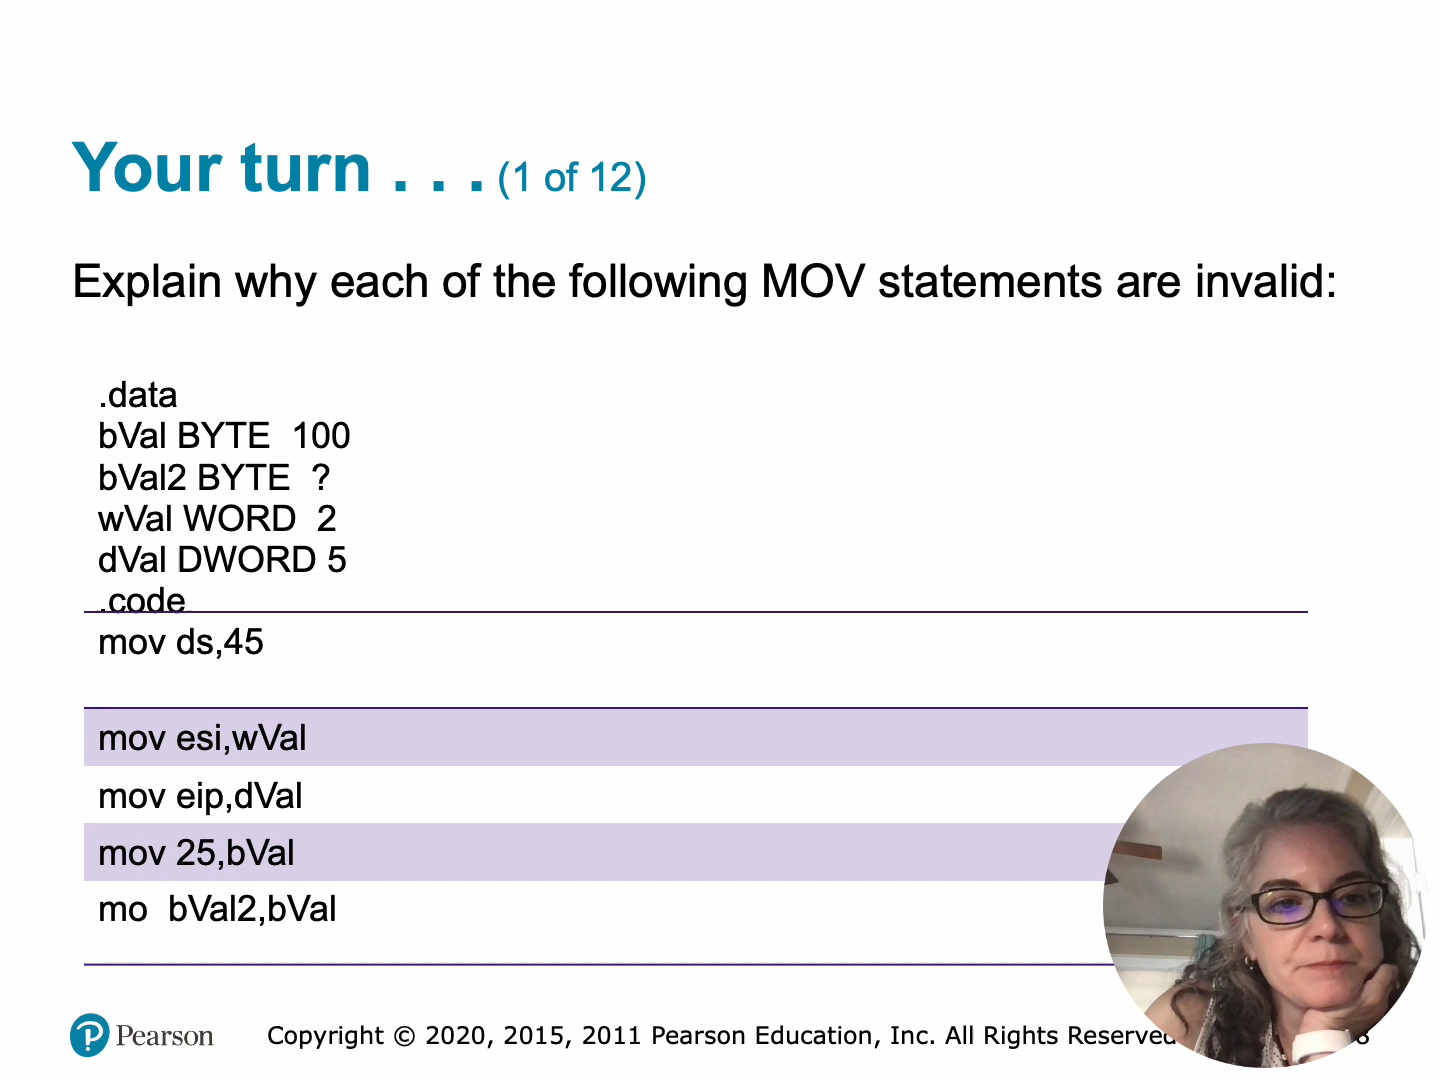 Your turn . . . (1 of 12)
Explain why each of the following MOV statements are invalid:
.data
bVal BYTE 100
bVal2 BYTE ?
wVal WORD 2
dVal DWORD 5
.code
mov ds,45
mov esi,wVal
mov eip,dVal
mov 25,bVal
mo bVal2,bVal
Pearson
Copyright © 2020, 2015, 2011 Pearson Education, Inc. All Rights Reserved